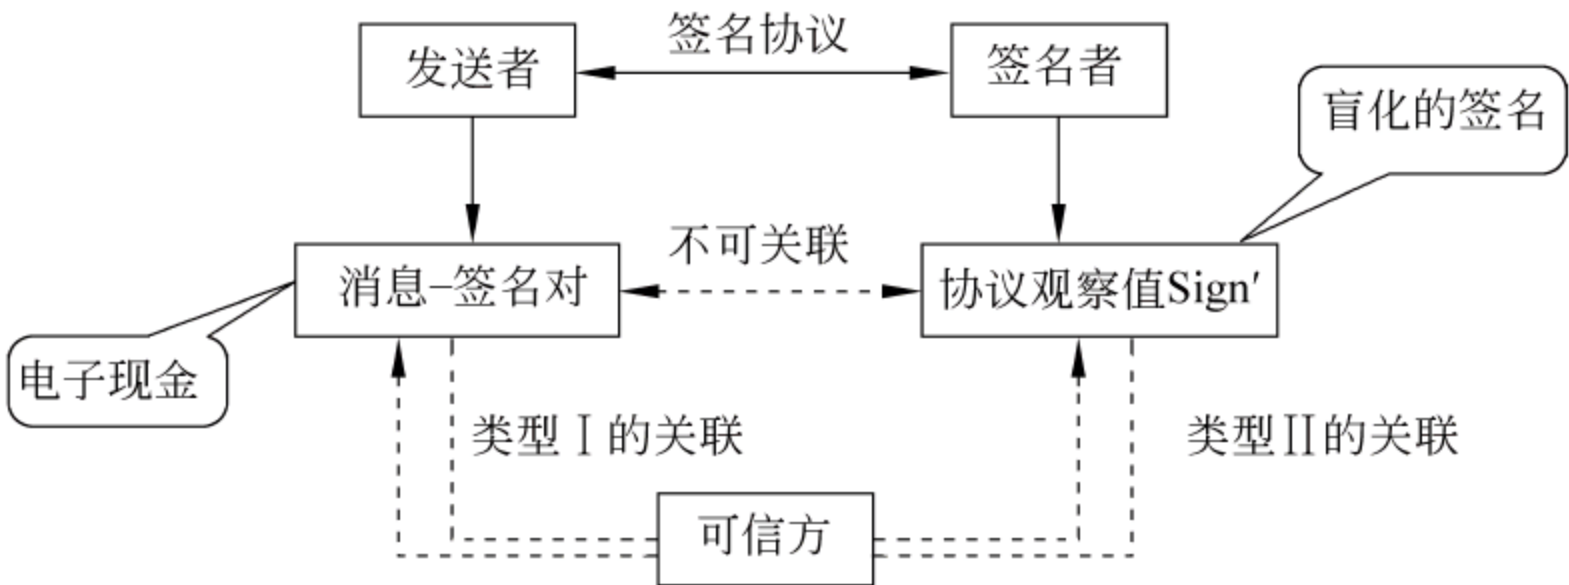 签名协议
发送者
签名者
盲化的签名
不可关联
消息–签名对
协议观察值Sign′
电子现金
类型Ⅰ的关联
类型Ⅱ的关联
可信方